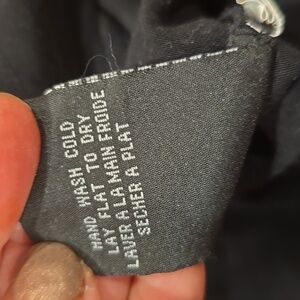 HAND WASH COLD
LAY FLAT TO DRY
LAVER A LA MAIN FROIDE
SECHER A PLAT